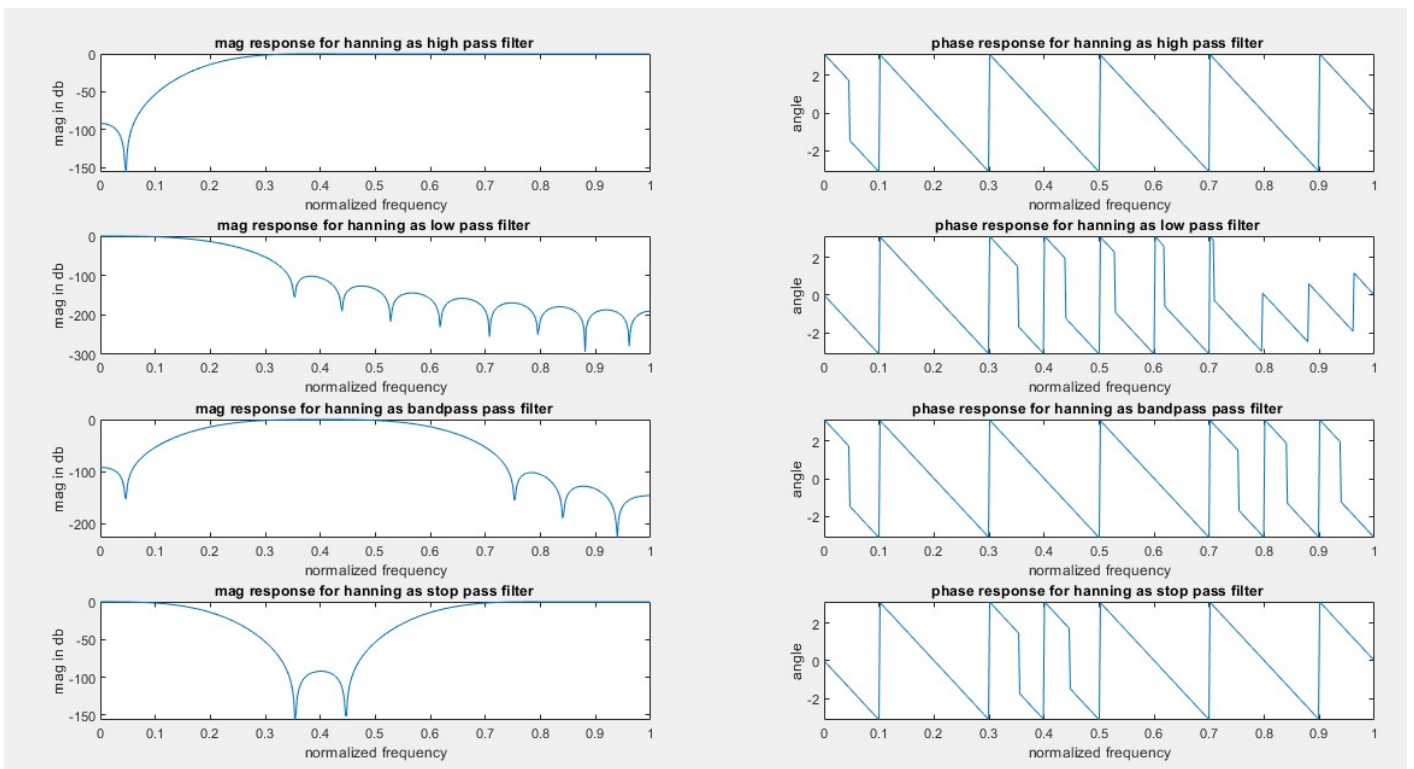 mag response for hanning as high pass filter
mag in db
0
-50
-100
-150
0 0.1 0.2 0.3 0.4 0.5 0.6 0.7 0.8 0.9 1
normalized frequency
phase response for hanning as high pass filter
angle
2
0
-2
0 0.1 0.2 0.3 0.4 0.5 0.6 0.7 0.8 0.9 1
normalized frequency
mag response for hanning as low pass filter
mag in db
0
-100
-200
-300
0 0.1 0.2 0.3 0.4 0.5 0.6 0.7 0.8 0.9 1
normalized frequency
phase response for hanning as low pass filter
angle
2
0
-2
0 0.1 0.2 0.3 0.4 0.5 0.6 0.7 0.8 0.9 1
normalized frequency
mag response for hanning as bandpass pass filter
mag in db
0
-100
-200
0 0.1 0.2 0.3 0.4 0.5 0.6 0.7 0.8 0.9 1
normalized frequency
phase response for hanning as bandpass pass filter
angle
2
0
-2
0 0.1 0.2 0.3 0.4 0.5 0.6 0.7 0.8 0.9 1
normalized frequency
mag response for hanning as stop pass filter
mag in db
0
-50
-100
-150
0 0.1 0.2 0.3 0.4 0.5 0.6 0.7 0.8 0.9 1
normalized frequency
phase response for hanning as stop pass filter
angle
2
0
-2
0 0.1 0.2 0.3 0.4 0.5 0.6 0.7 0.8 0.9 1
normalized frequency